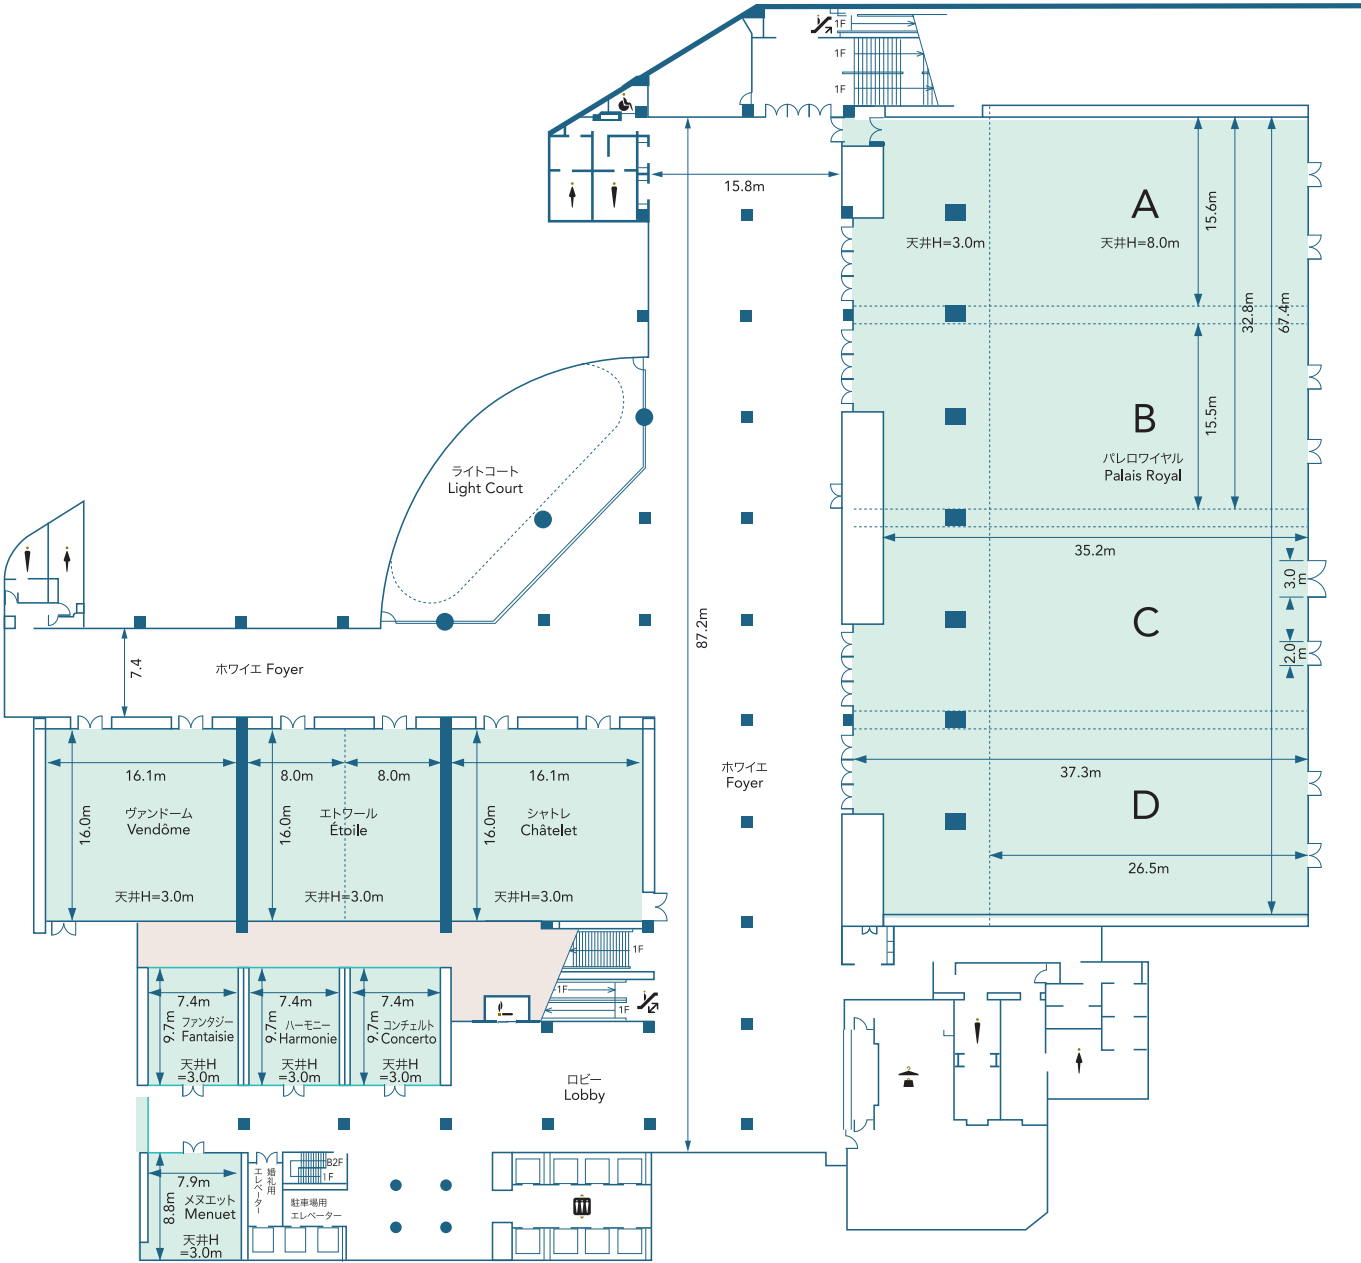 1F
1F
1F
15.8m
A
天井H=3.0m
天井H=8.0m
15.6m
32.8m
67.4m
B
15.5m
パレロワイヤル
Palais Royal
ライトコート
Light Court
35.2m
3.0
m
C
2.0
m
87.2m
7.4
ホワイエ Foyer
ホワイエ
Foyer
37.3m
D
26.5m
16.1m
16.0m
ヴァンドーム
Vendôme
天井H=3.0m
8.0m
8.0m
16.0m
エトワール
Étoile
天井H=3.0m
16.1m
16.0m
シャトレ
Châtelet
天井H=3.0m
1F
1F
1F
7.4m
9.7m
ファンタジー
Fantaisie
天井H
=3.0m
7.4m
9.7m
ハーモニー
Harmonie
天井H
=3.0m
7.4m
9.7m
コンチェルト
Concerto
天井H
=3.0m
ロビー
Lobby
7.9m
8.8m
メヌエット
Menuet
天井H
=3.0m
婚礼用
エレベーター
B2F
1F
駐車場用
エレベーター